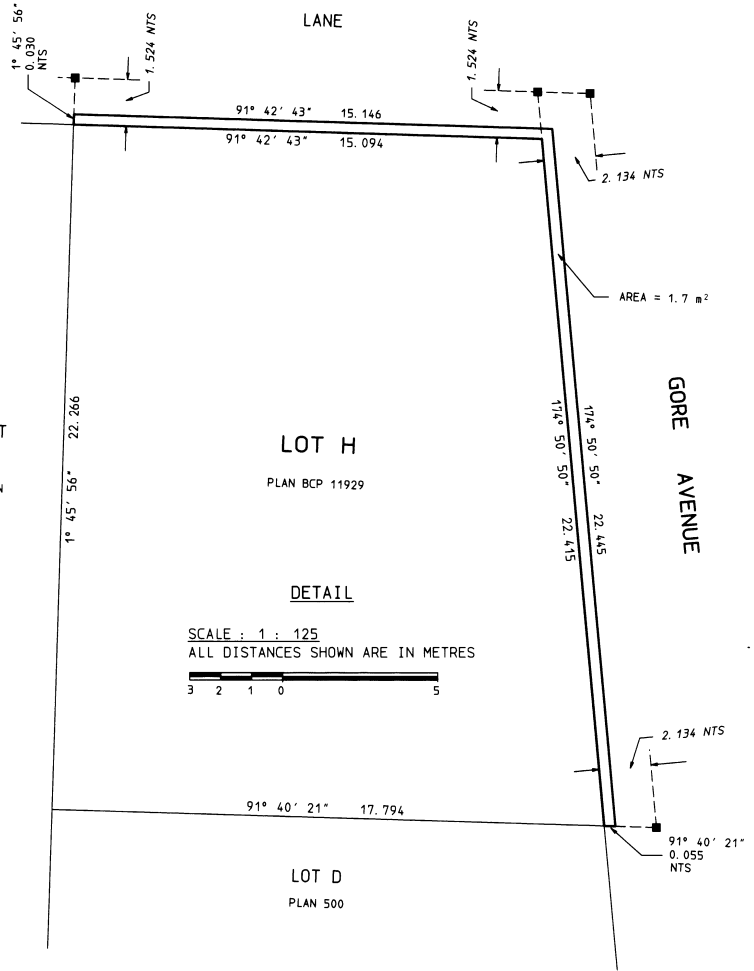 LANE
1° 45' 56"
0.030
NTS
1.524 NTS
1.524 NTS
91° 42' 43" 15.146
91° 42' 43" 15.094
2.134 NTS
AREA = 1.7 m²
GORE AVENUE
T
N
1° 45' 56" 22.266
174° 50' 50" 22.415
174° 50' 50" 22.445
LOT H
PLAN BCP 11929
DETAIL
SCALE : 1 : 125
ALL DISTANCES SHOWN ARE IN METRES
3 2 1 0 5
2.134 NTS
91° 40' 21" 17.794
91° 40' 21"
0.055
NTS
LOT D
PLAN 500